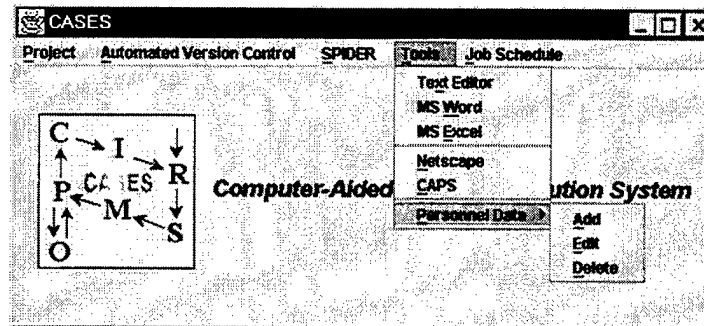 CASES
Project Automated Version Control SPIDER Tools Job Schedule
Text Editor
MS Word
MS Excel
Netscape
CAPS
Personnel Data
Add
Edit
Delete
C I R
P CASES
M S
O
Computer-Aided ution System